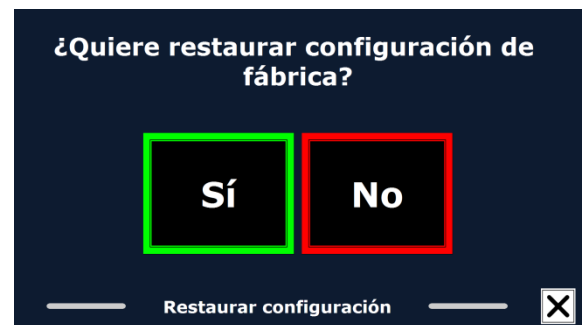 ¿Quiere restaurar configuración de
fábrica?
Sí No
Restaurar configuración